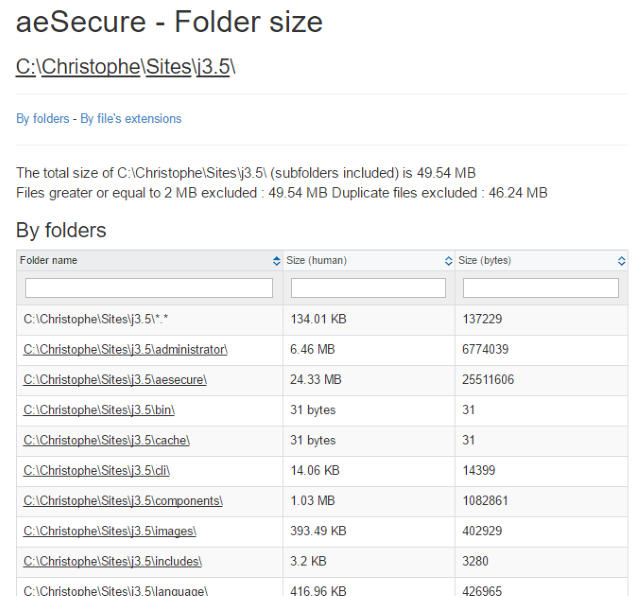 aeSecure - Folder size
C:\Christophe\Sites\j3.5\
By folders - By file's extensions
The total size of C:\Christophe\Sites\j3.5\ (subfolders included) is 49.54 MB
Files greater or equal to 2 MB excluded : 49.54 MB Duplicate files excluded : 46.24 MB
By folders
Folder name Size (human) Size (bytes)
C:\Christophe\Sites\j3.5\*.* 134.01 KB 137229
C:\Christophe\Sites\j3.5\administrator\ 6.46 MB 6774039
C:\Christophe\Sites\j3.5\aesecure\ 24.33 MB 25511606
C:\Christophe\Sites\j3.5\bin\ 31 bytes 31
C:\Christophe\Sites\j3.5\cache\ 31 bytes 31
C:\Christophe\Sites\j3.5\cli\ 14.06 KB 14399
C:\Christophe\Sites\j3.5\components\ 1.03 MB 1082861
C:\Christophe\Sites\j3.5\images\ 393.49 KB 402929
C:\Christophe\Sites\j3.5\includes\ 3.2 KB 3280
C:\Christophe\Sites\j3.5\language\ 416.96 KB 426965